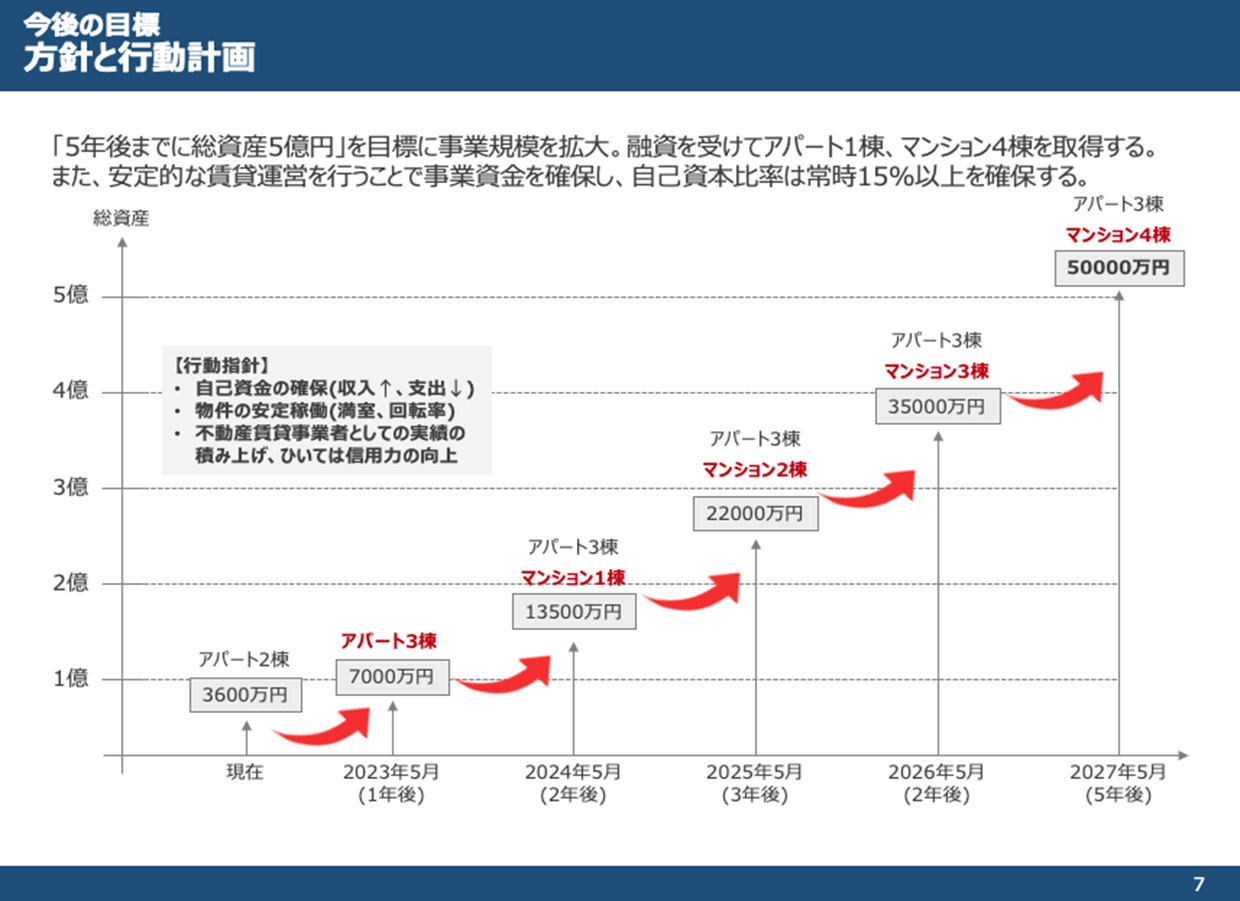 今後の目標
方針と行動計画
「5年後までに総資産5億円」を目標に事業規模を拡大。融資を受けてアパート1棟、マンション4棟を取得する。
また、安定的な賃貸運営を行うことで事業資金を確保し、自己資本比率は常時15%以上を確保する。
総資産
5億
4億
3億
2億
1億
【行動指針】
• 自己資金の確保(収入↑、支出↓)
• 物件の安定稼働(満室、回転率)
• 不動産賃貸事業者としての実績の
積み上げ、ひいては信用力の向上
アパート2棟
3600万円
現在
アパート3棟
7000万円
2023年5月
(1年後)
アパート3棟
マンション1棟
13500万円
2024年5月
(2年後)
アパート3棟
マンション2棟
22000万円
2025年5月
(3年後)
アパート3棟
マンション3棟
35000万円
2026年5月
(2年後)
アパート3棟
マンション4棟
50000万円
2027年5月
(5年後)
7